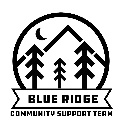 BLUE RIDGE
COMMUNITY SUPPORT TEAM